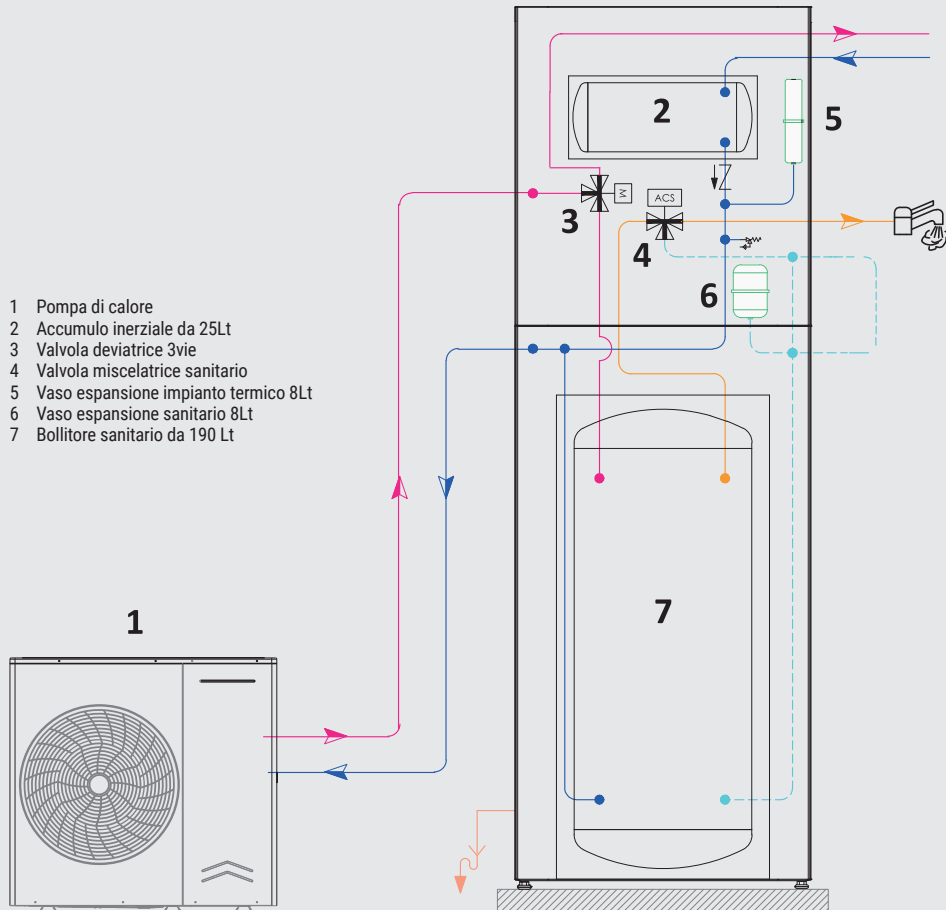 2
5
M
ACS
3
4
6
1 Pompa di calore
2 Accumulo inerziale da 25Lt
3 Valvola deviatrice 3vie
4 Valvola miscelatrice sanitario
5 Vaso espansione impianto termico 8Lt
6 Vaso espansione sanitario 8Lt
7 Bollitore sanitario da 190 Lt
1
7